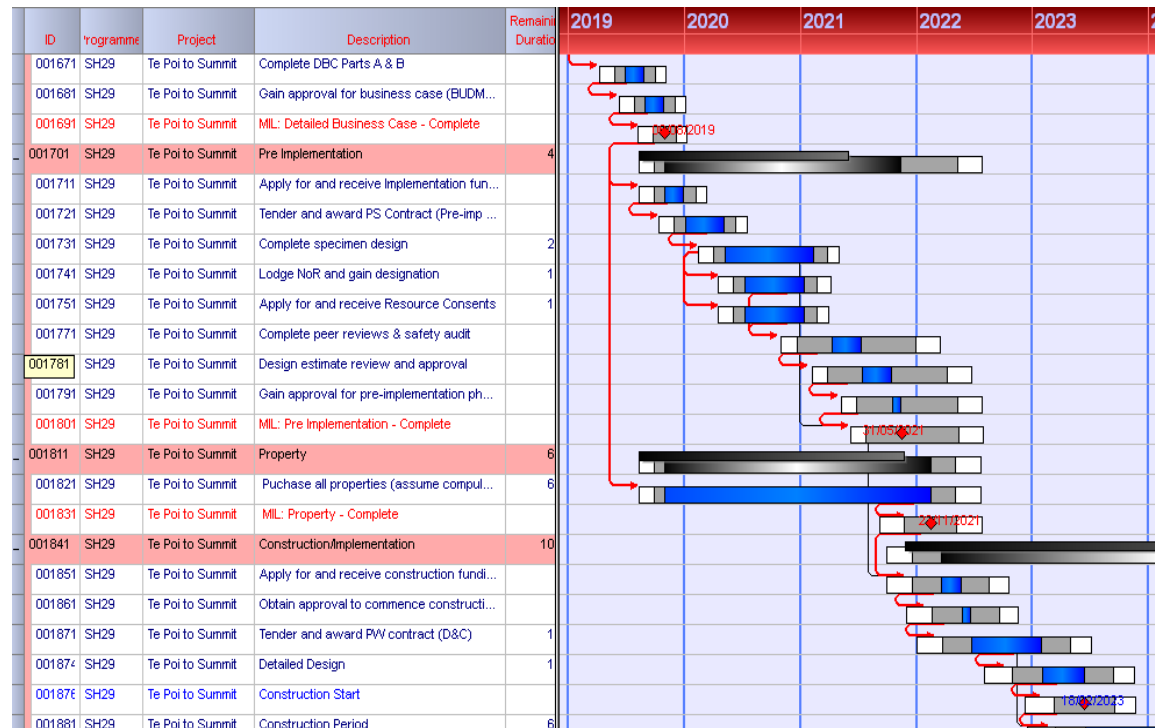 Remaini
ID rogramme Project Description Duratio 2019 2020 2021 2022 2023 2
001671 SH29 Te Poi to Summit Complete DBC Parts A & B
001681 SH29 Te Poi to Summit Gain approval for business case (BUDM...
001691 SH29 Te Poi to Summit MIL: Detailed Business Case - Complete /2019
001701 SH29 Te Poi to Summit Pre Implementation 4
001711 SH29 Te Poi to Summit Apply for and receive Implementation fun...
001721 SH29 Te Poi to Summit Tender and award PS Contract (Pre-imp ...
001731 SH29 Te Poi to Summit Complete specimen design 2
001741 SH29 Te Poi to Summit Lodge NoR and gain designation 1
001751 SH29 Te Poi to Summit Apply for and receive Resource Consents 1
001771 SH29 Te Poi to Summit Complete peer reviews & safety audit
001781 SH29 Te Poi to Summit Design estimate review and approval
001791 SH29 Te Poi to Summit Gain approval for pre-implementation ph...
001801 SH29 Te Poi to Summit MIL: Pre Implementation - Complete 31/05/2021
001811 SH29 Te Poi to Summit Property 6
001821 SH29 Te Poi to Summit Puchase all properties (assume compul... 6
001831 SH29 Te Poi to Summit MIL: Property - Complete 22/11/2021
001841 SH29 Te Poi to Summit Construction/Implementation 10
001851 SH29 Te Poi to Summit Apply for and receive construction fundi...
001861 SH29 Te Poi to Summit Obtain approval to commence constructi...
001871 SH29 Te Poi to Summit Tender and award PW contract (D&C) 1
001874 SH29 Te Poi to Summit Detailed Design 1
001876 SH29 Te Poi to Summit Construction Start 18/02/2023
001881 SH29 Te Poi to Summit Construction Period 6